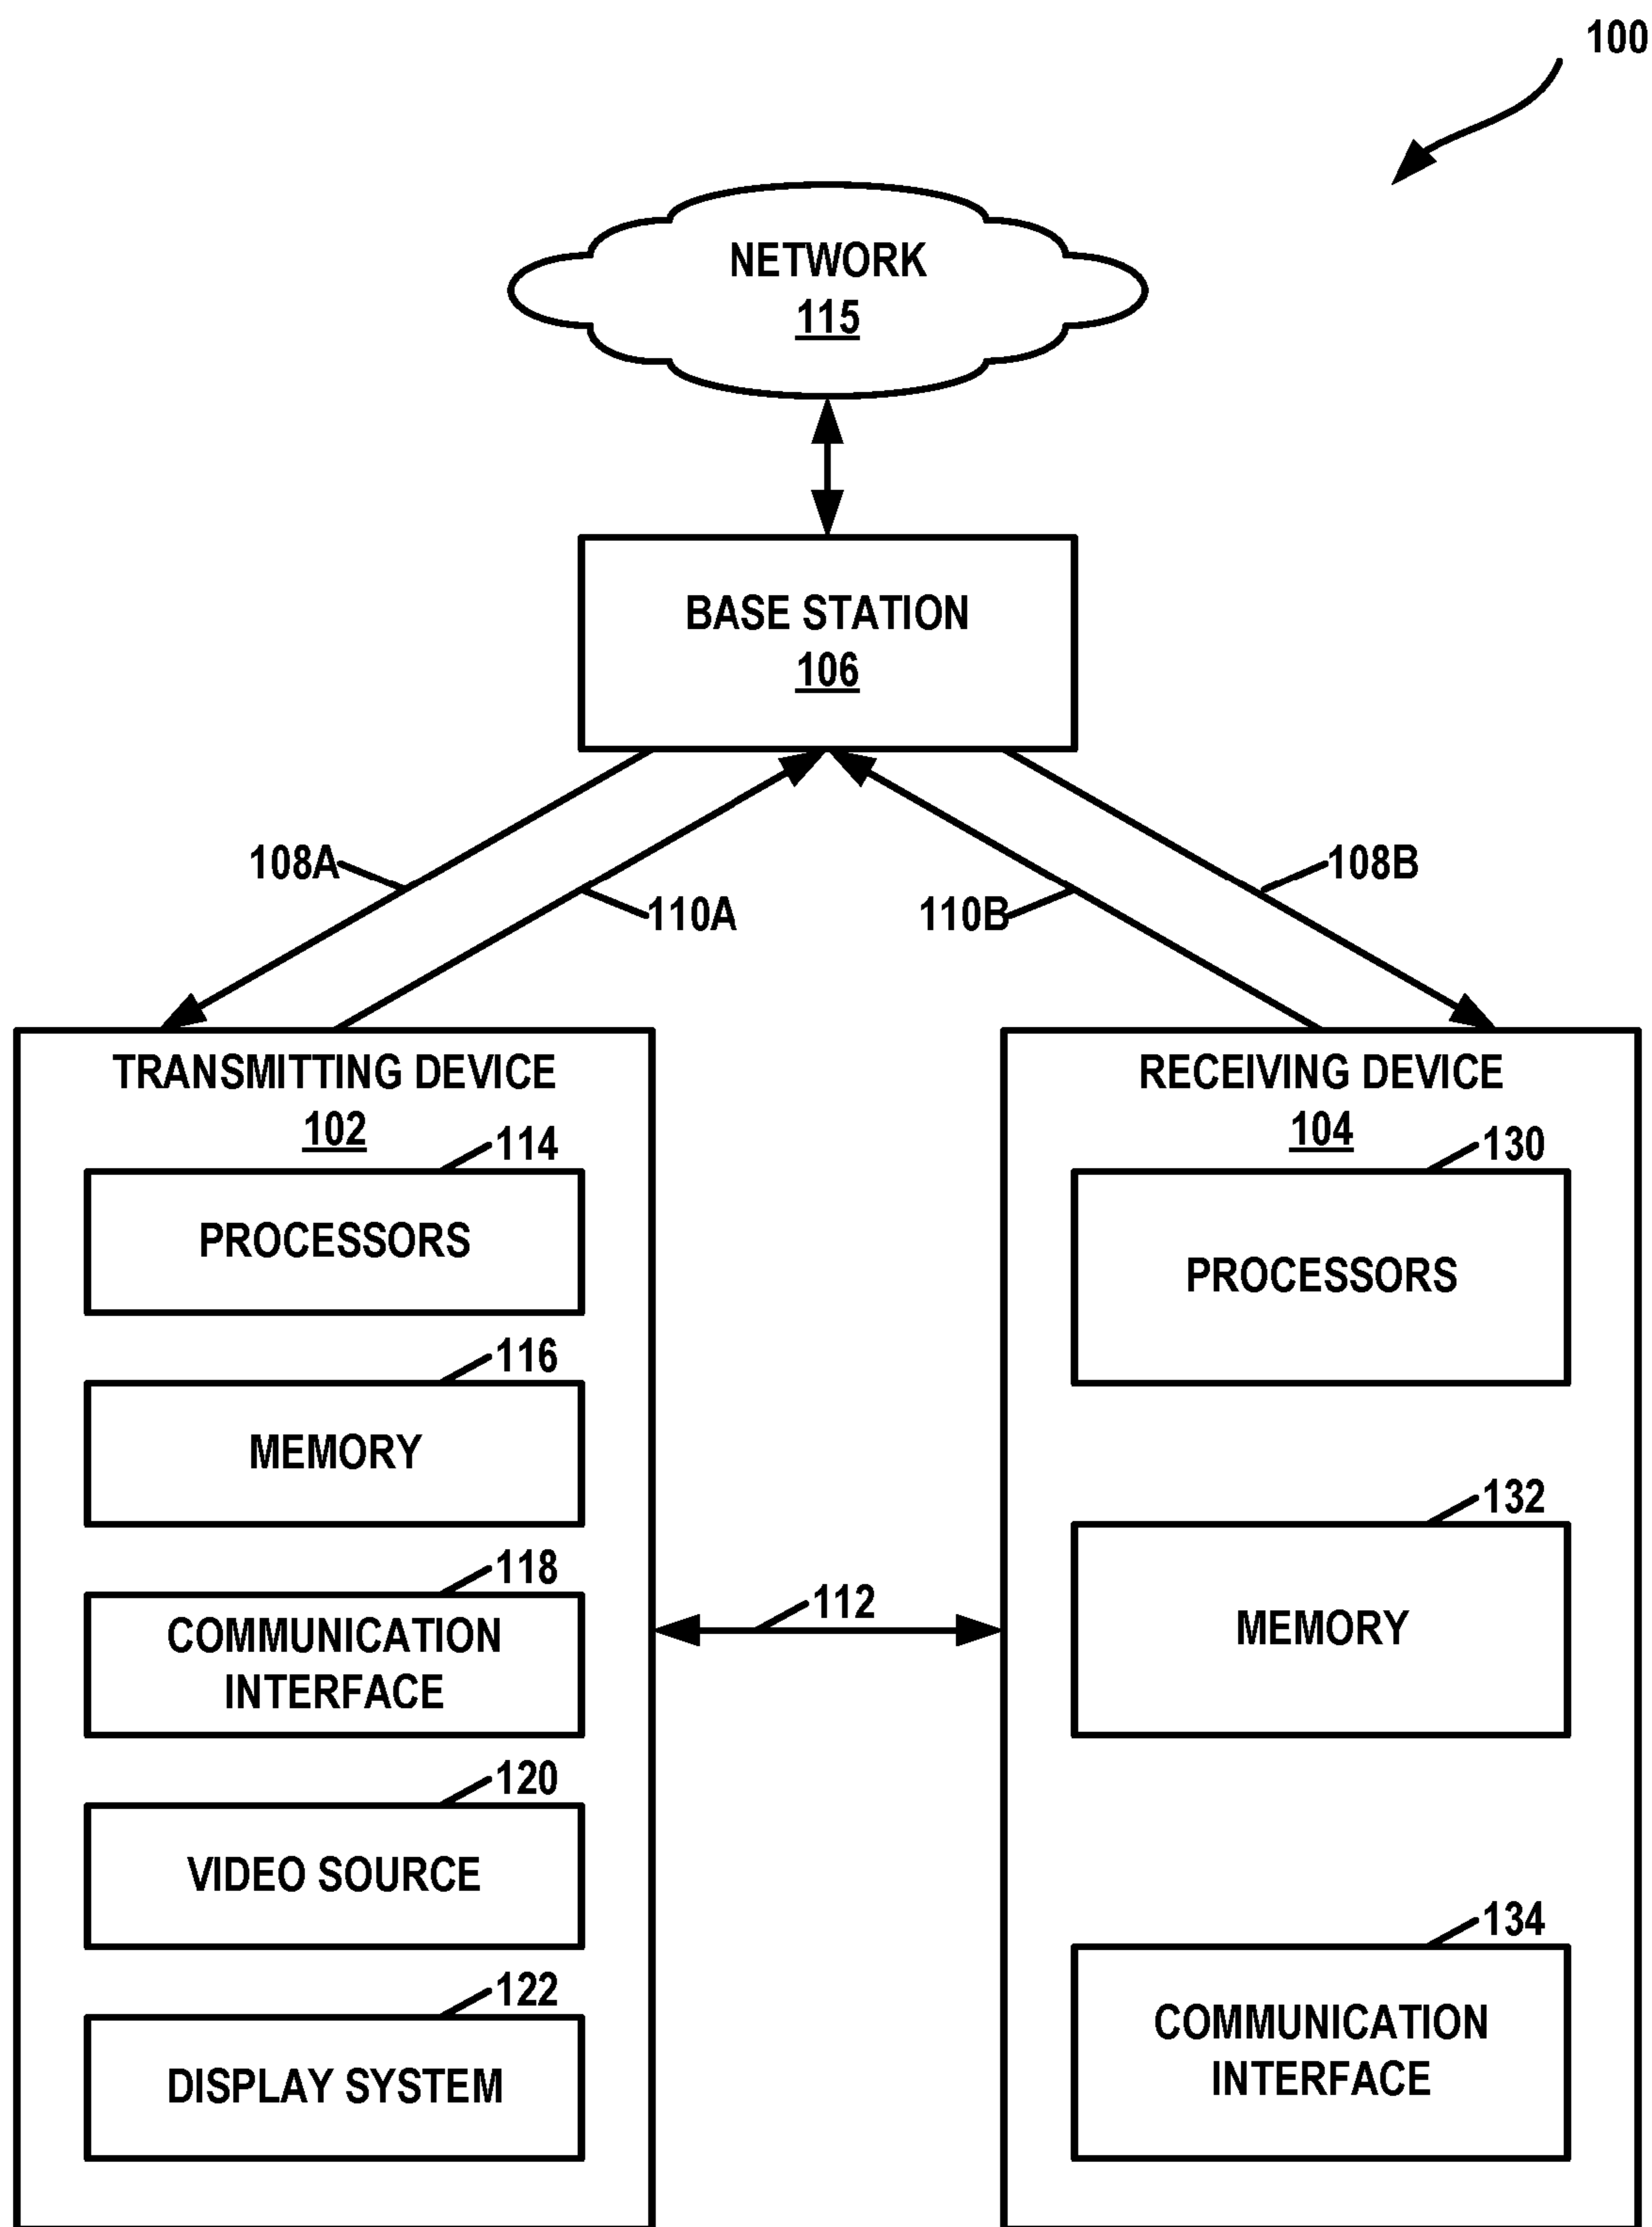 100
NETWORK
115
BASE STATION
106
108A
110A
110B
108B
TRANSMITTING DEVICE
102
114
PROCESSORS
116
MEMORY
118
COMMUNICATION
INTERFACE
120
VIDEO SOURCE
122
DISPLAY SYSTEM
112
RECEIVING DEVICE
104
130
PROCESSORS
132
MEMORY
134
COMMUNICATION
INTERFACE